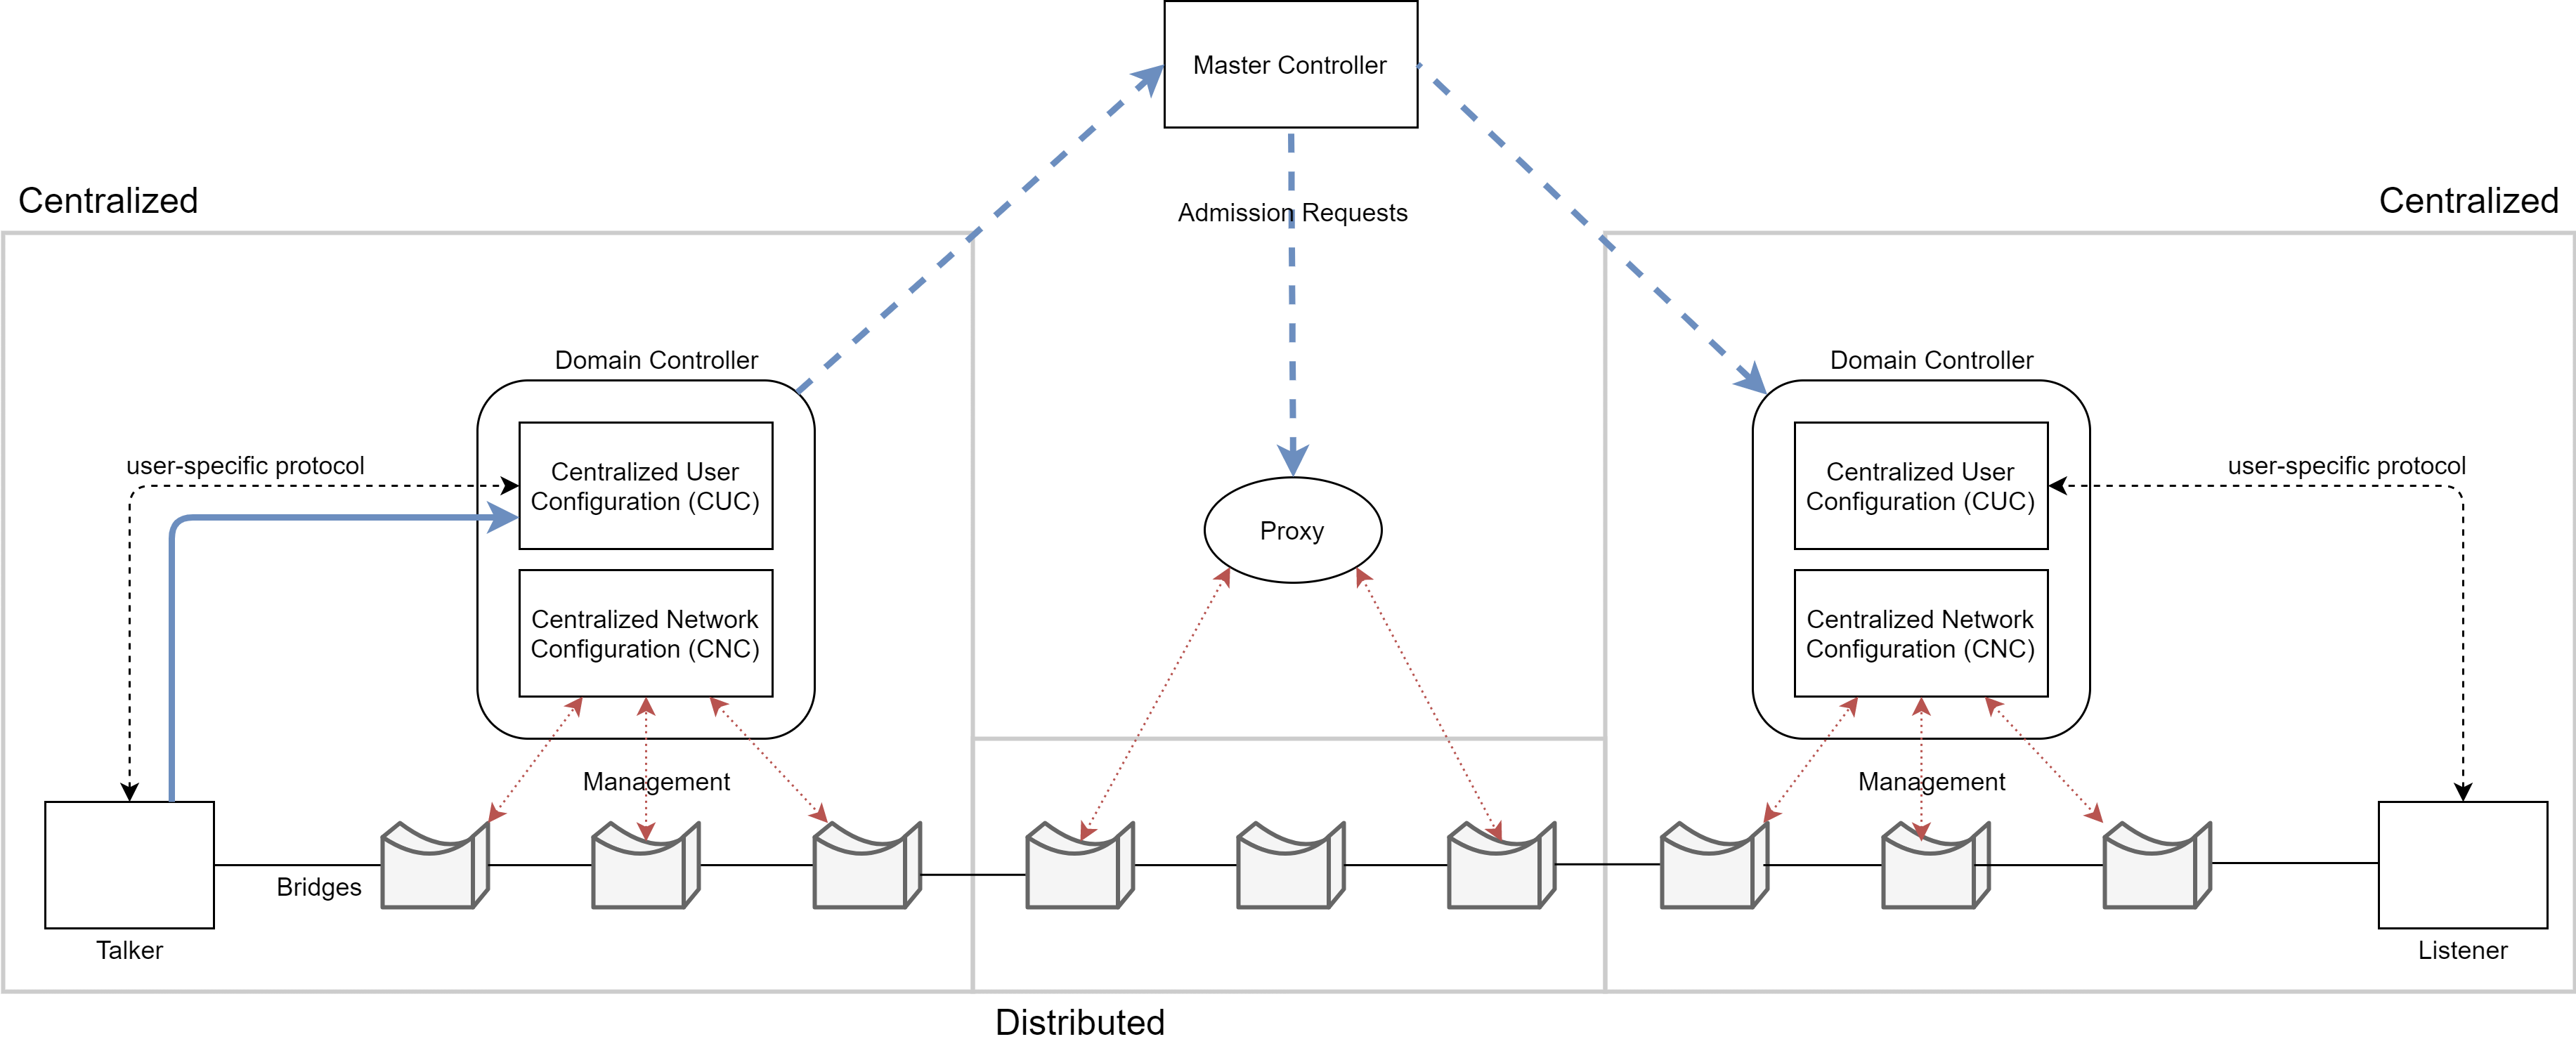 Master Controller
Centralized
Centralized
Admission Requests
Domain Controller
Domain Controller
user-specific protocol
Centralized User
Configuration (CUC)
Centralized User
Configuration (CUC)
user-specific protocol
Proxy
Centralized Network
Configuration (CNC)
Centralized Network
Configuration (CNC)
Management
Management
Bridges
Talker
Listener
Distributed